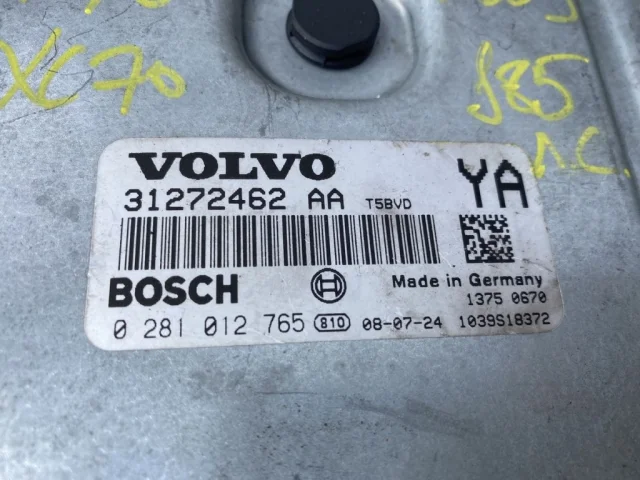 XC70
185
A.C.
VOLVO
YA
31272462 AA T5BVD
BOSCH
Made in Germany
1375 0670
0 281 012 765 810 08-07-24 1039S18372